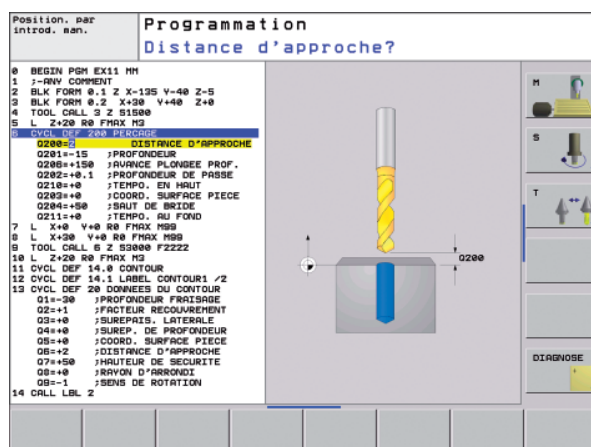 Position. par
introd. man.
Programmation
Distance d'approche?
0 BEGIN PGM EX11 MM
1 ;-ANY COMMENT
2 BLK FORM 0.1 Z X-135 Y-40 Z-5
3 BLK FORM 0.2 X+30 Y+40 Z+0
4 TOOL CALL 3 Z S1500
5 L Z+20 R0 FMAX M3
6 CYCL DEF 200 PERCAGE
Q200=2 DISTANCE D'APPROCHE
Q201=-15 ;PROFONDEUR
Q206=+150 ;AVANCE PLONGEE PROF.
Q202=+0.1 ;PROFONDEUR DE PASSE
Q210=+0 ;TEMPO. EN HAUT
Q203=+0 ;COORD. SURFACE PIECE
Q204=+50 ;SAUT DE BRIDE
Q211=+0 ;TEMPO. AU FOND
7 L X+0 Y+0 R0 FMAX M99
8 L X+30 Y+0 R0 FMAX M99
9 TOOL CALL 6 Z S3000 F2222
10 L Z+20 R0 FMAX M3
11 CYCL DEF 14.0 CONTOUR
12 CYCL DEF 14.1 LABEL CONTOUR1 /2
13 CYCL DEF 20 DONNEES DU CONTOUR
Q1=-30 ;PROFONDEUR FRAISAGE
Q2=+1 ;FACTEUR RECOUVREMENT
Q3=+0 ;SUREPAIS. LATERALE
Q4=+0 ;SUREP. DE PROFONDEUR
Q5=+0 ;COORD. SURFACE PIECE
Q6=+2 ;DISTANCE D'APPROCHE
Q7=+50 ;HAUTEUR DE SECURITE
Q8=+0 ;RAYON D'ARRONDI
Q9=-1 ;SENS DE ROTATION
14 CALL LBL 2
Q200
M
S
T
DIAGNOSE